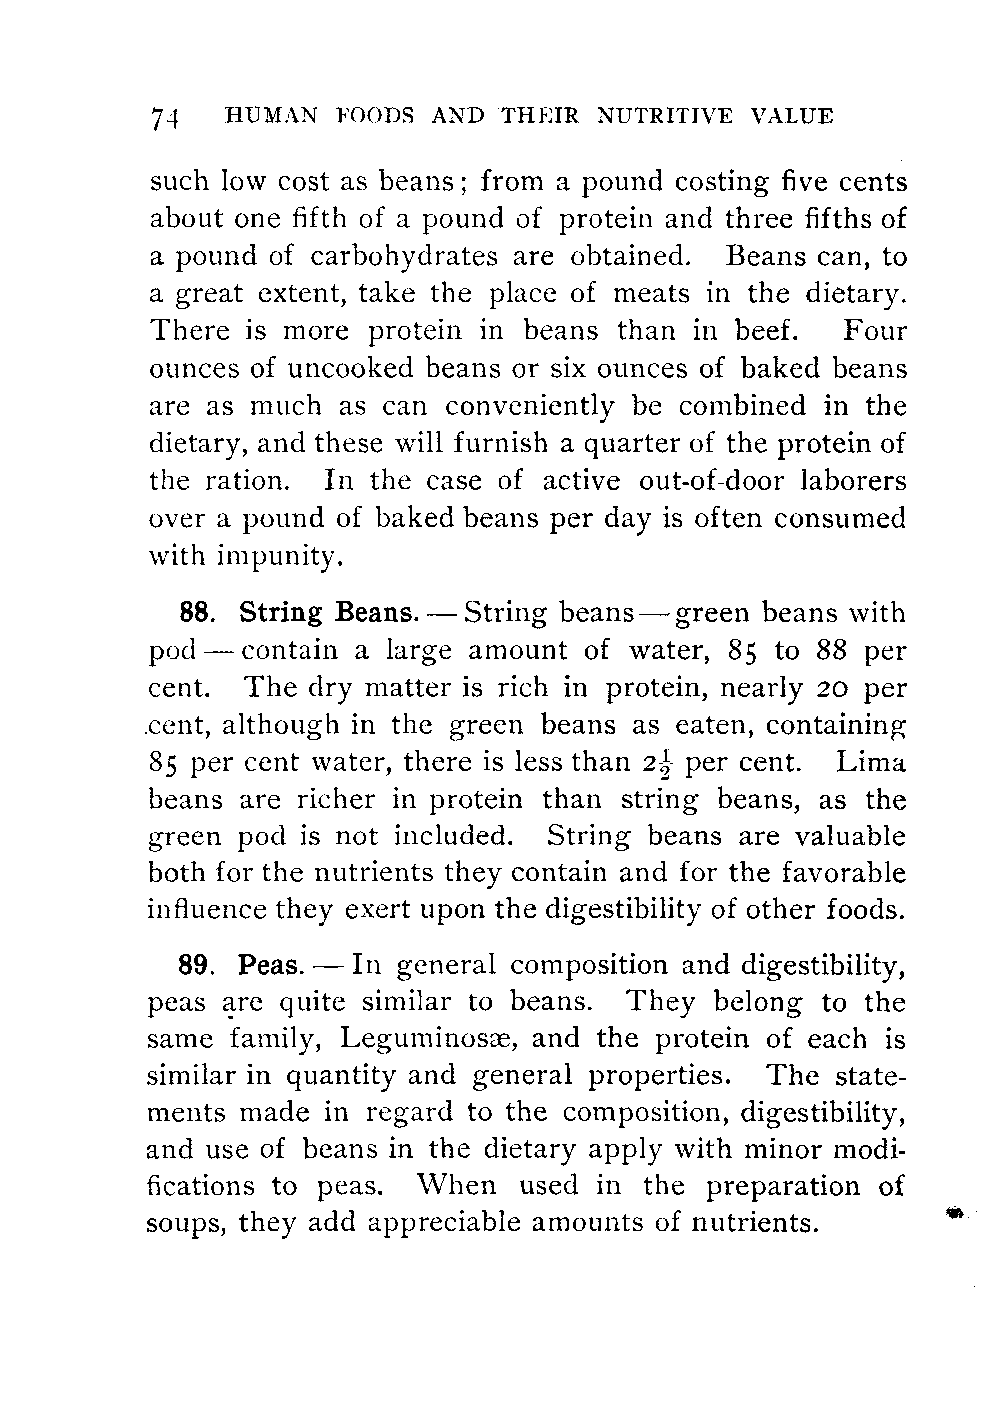 74 HUMAN FOODS AND THEIR NUTRITIVE VALUE
such low cost as beans; from a pound costing five cents
about one fifth of a pound of protein and three fifths of
a pound of carbohydrates are obtained. Beans can, to
a great extent, take the place of meats in the dietary.
There is more protein in beans than in beef. Four
ounces of uncooked beans or six ounces of baked beans
are as much as can conveniently be combined in the
dietary, and these will furnish a quarter of the protein of
the ration. In the case of active out-of-door laborers
over a pound of baked beans per day is often consumed
with impunity.
88. String Beans. — String beans — green beans with
pod — contain a large amount of water, 85 to 88 per
cent. The dry matter is rich in protein, nearly 20 per
cent, although in the green beans as eaten, containing
85 per cent water, there is less than 2½ per cent. Lima
beans are richer in protein than string beans, as the
green pod is not included. String beans are valuable
both for the nutrients they contain and for the favorable
influence they exert upon the digestibility of other foods.
89. Peas. — In general composition and digestibility,
peas are quite similar to beans. They belong to the
same family, Leguminosæ, and the protein of each is
similar in quantity and general properties. The state-
ments made in regard to the composition, digestibility,
and use of beans in the dietary apply with minor modi-
fications to peas. When used in the preparation of
soups, they add appreciable amounts of nutrients.